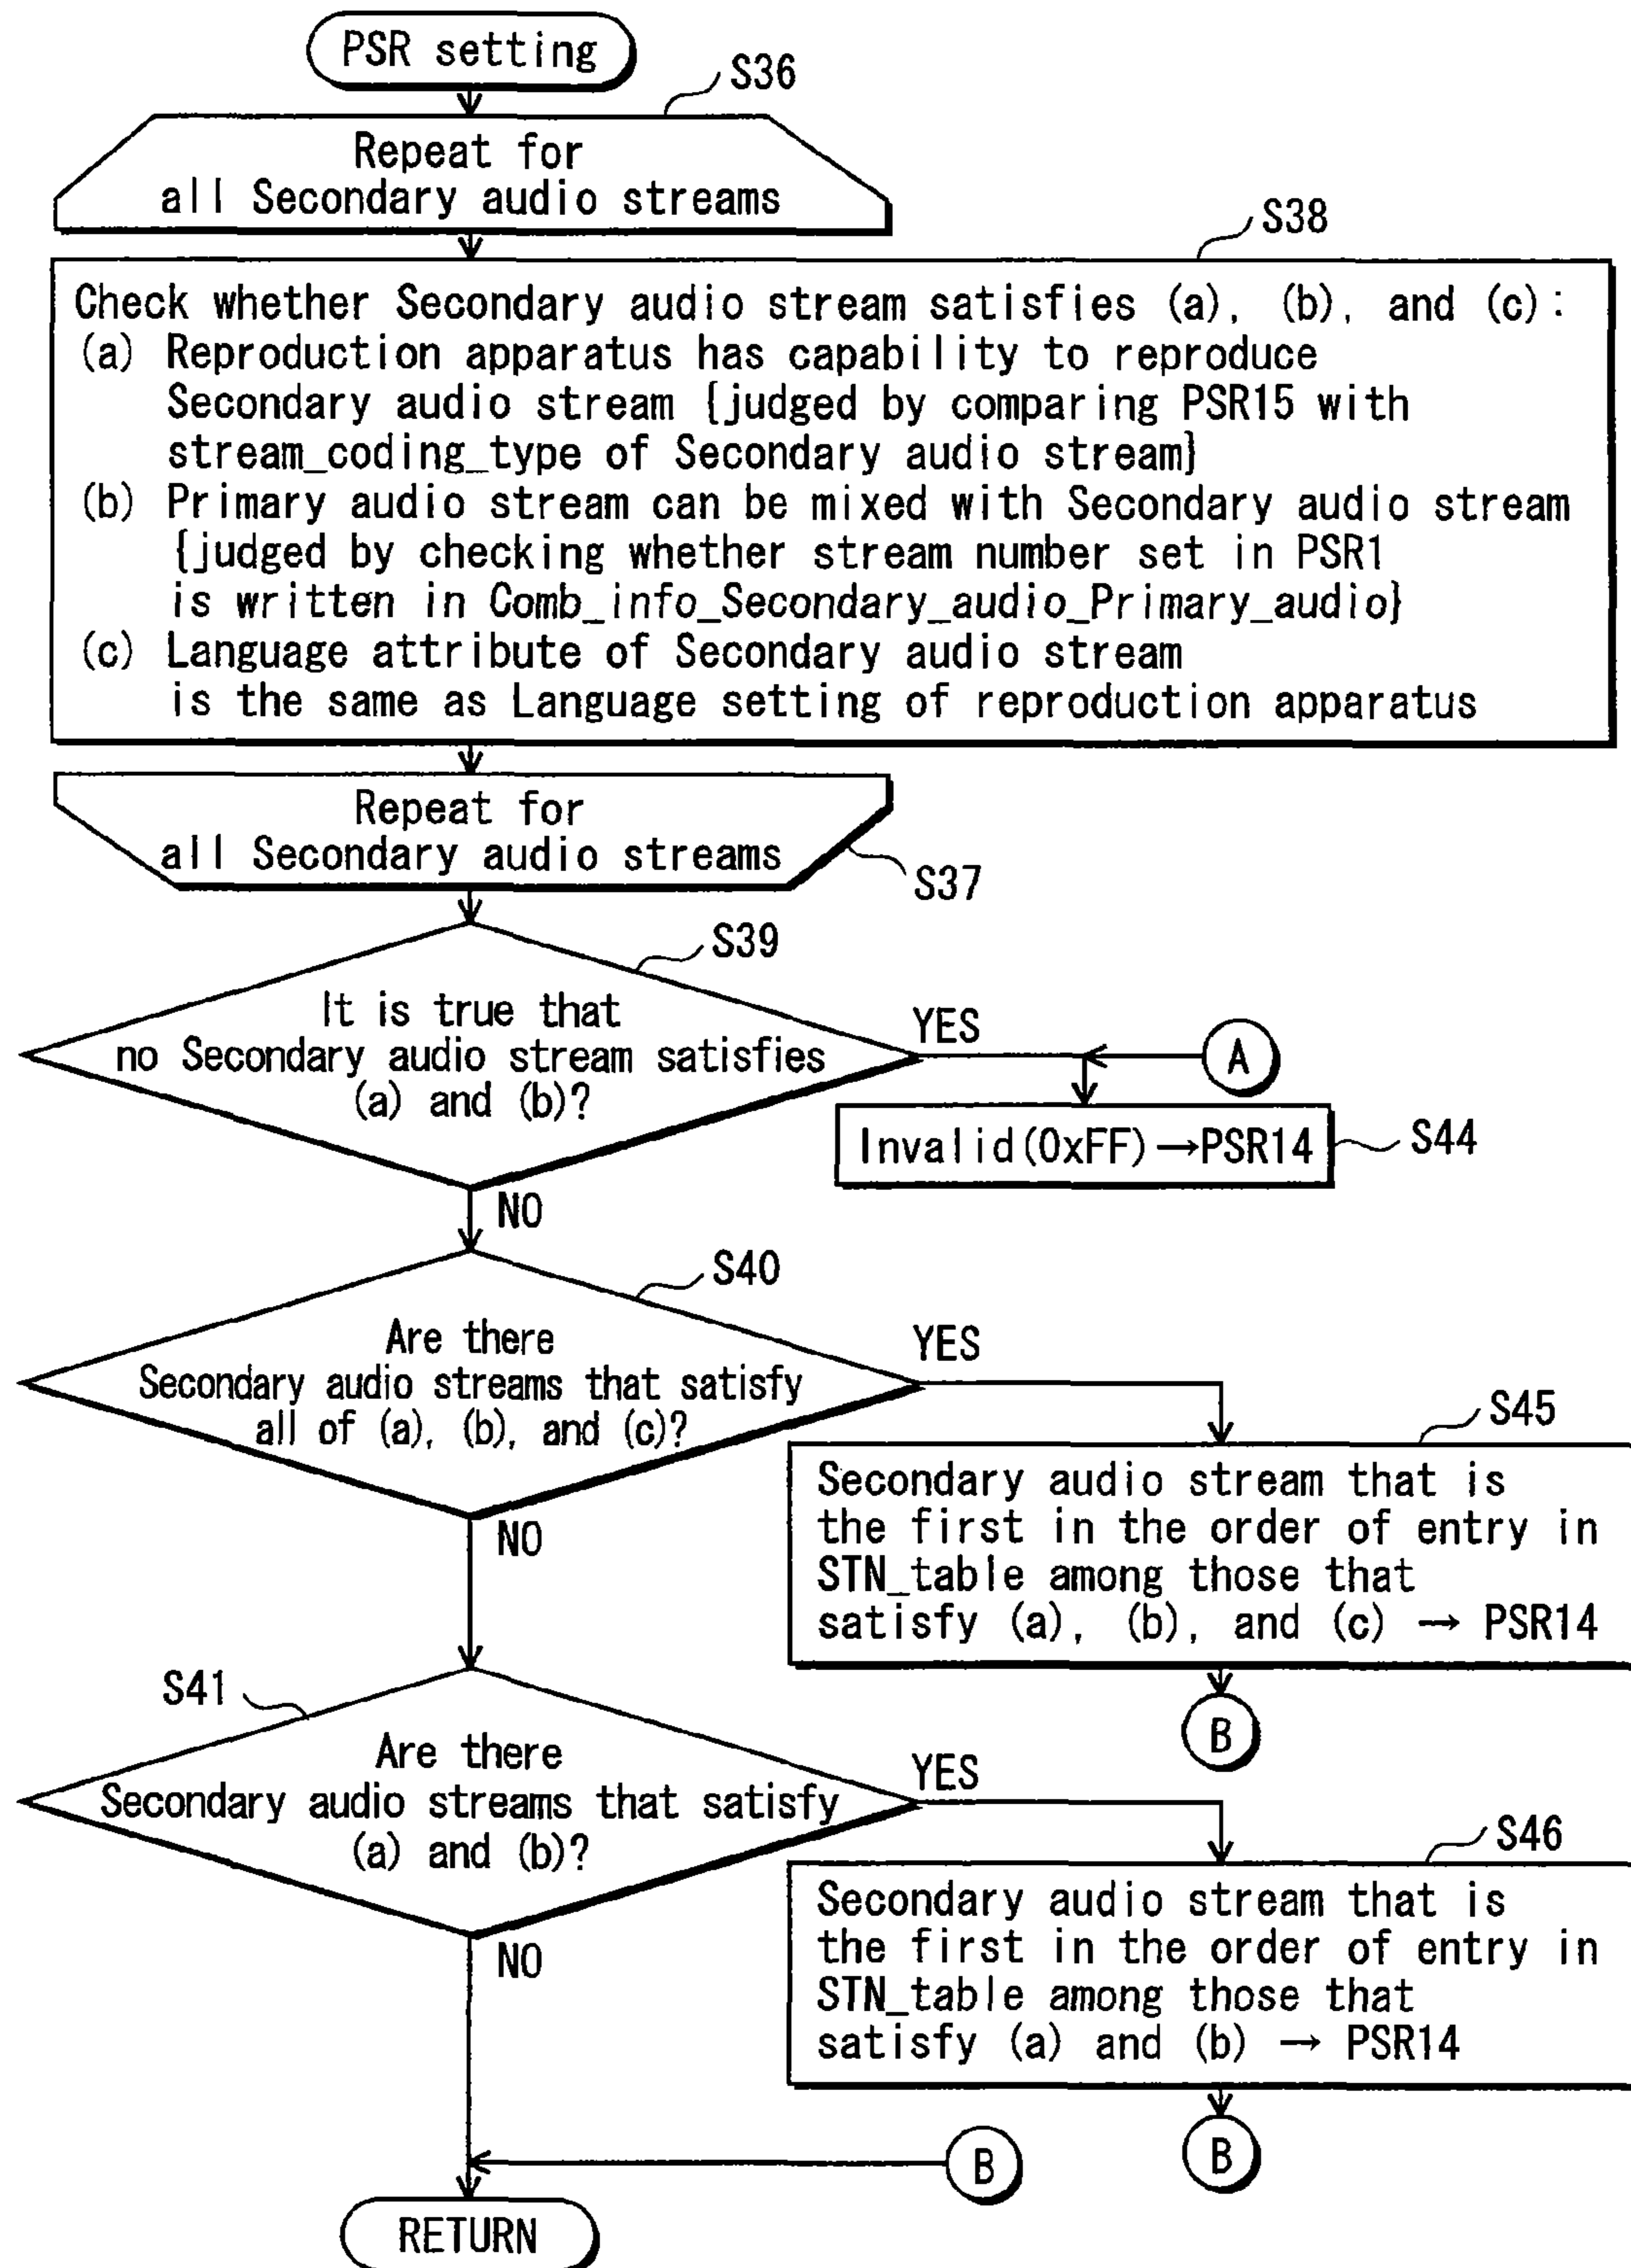 PSR setting
S36
Repeat for
all Secondary audio streams
S38
Check whether Secondary audio stream satisfies (a), (b), and (c):
(a) Reproduction apparatus has capability to reproduce
Secondary audio stream {judged by comparing PSR15 with
stream_coding_type of Secondary audio stream}
(b) Primary audio stream can be mixed with Secondary audio stream
{judged by checking whether stream number set in PSR1
is written in Comb_info_Secondary_audio_Primary_audio}
(c) Language attribute of Secondary audio stream
is the same as Language setting of reproduction apparatus
Repeat for
all Secondary audio streams
S37
S39
It is true that
no Secondary audio stream satisfies
(a) and (b)?
YES
A
Invalid(0xFF)→PSR14
S44
NO
S40
Are there
Secondary audio streams that satisfy
all of (a), (b), and (c)?
YES
S45
Secondary audio stream that is
the first in the order of entry in
STN_table among those that
satisfy (a), (b), and (c) → PSR14
B
NO
S41
Are there
Secondary audio streams that satisfy
(a) and (b)?
YES
S46
Secondary audio stream that is
the first in the order of entry in
STN_table among those that
satisfy (a) and (b) → PSR14
B
NO
B
RETURN